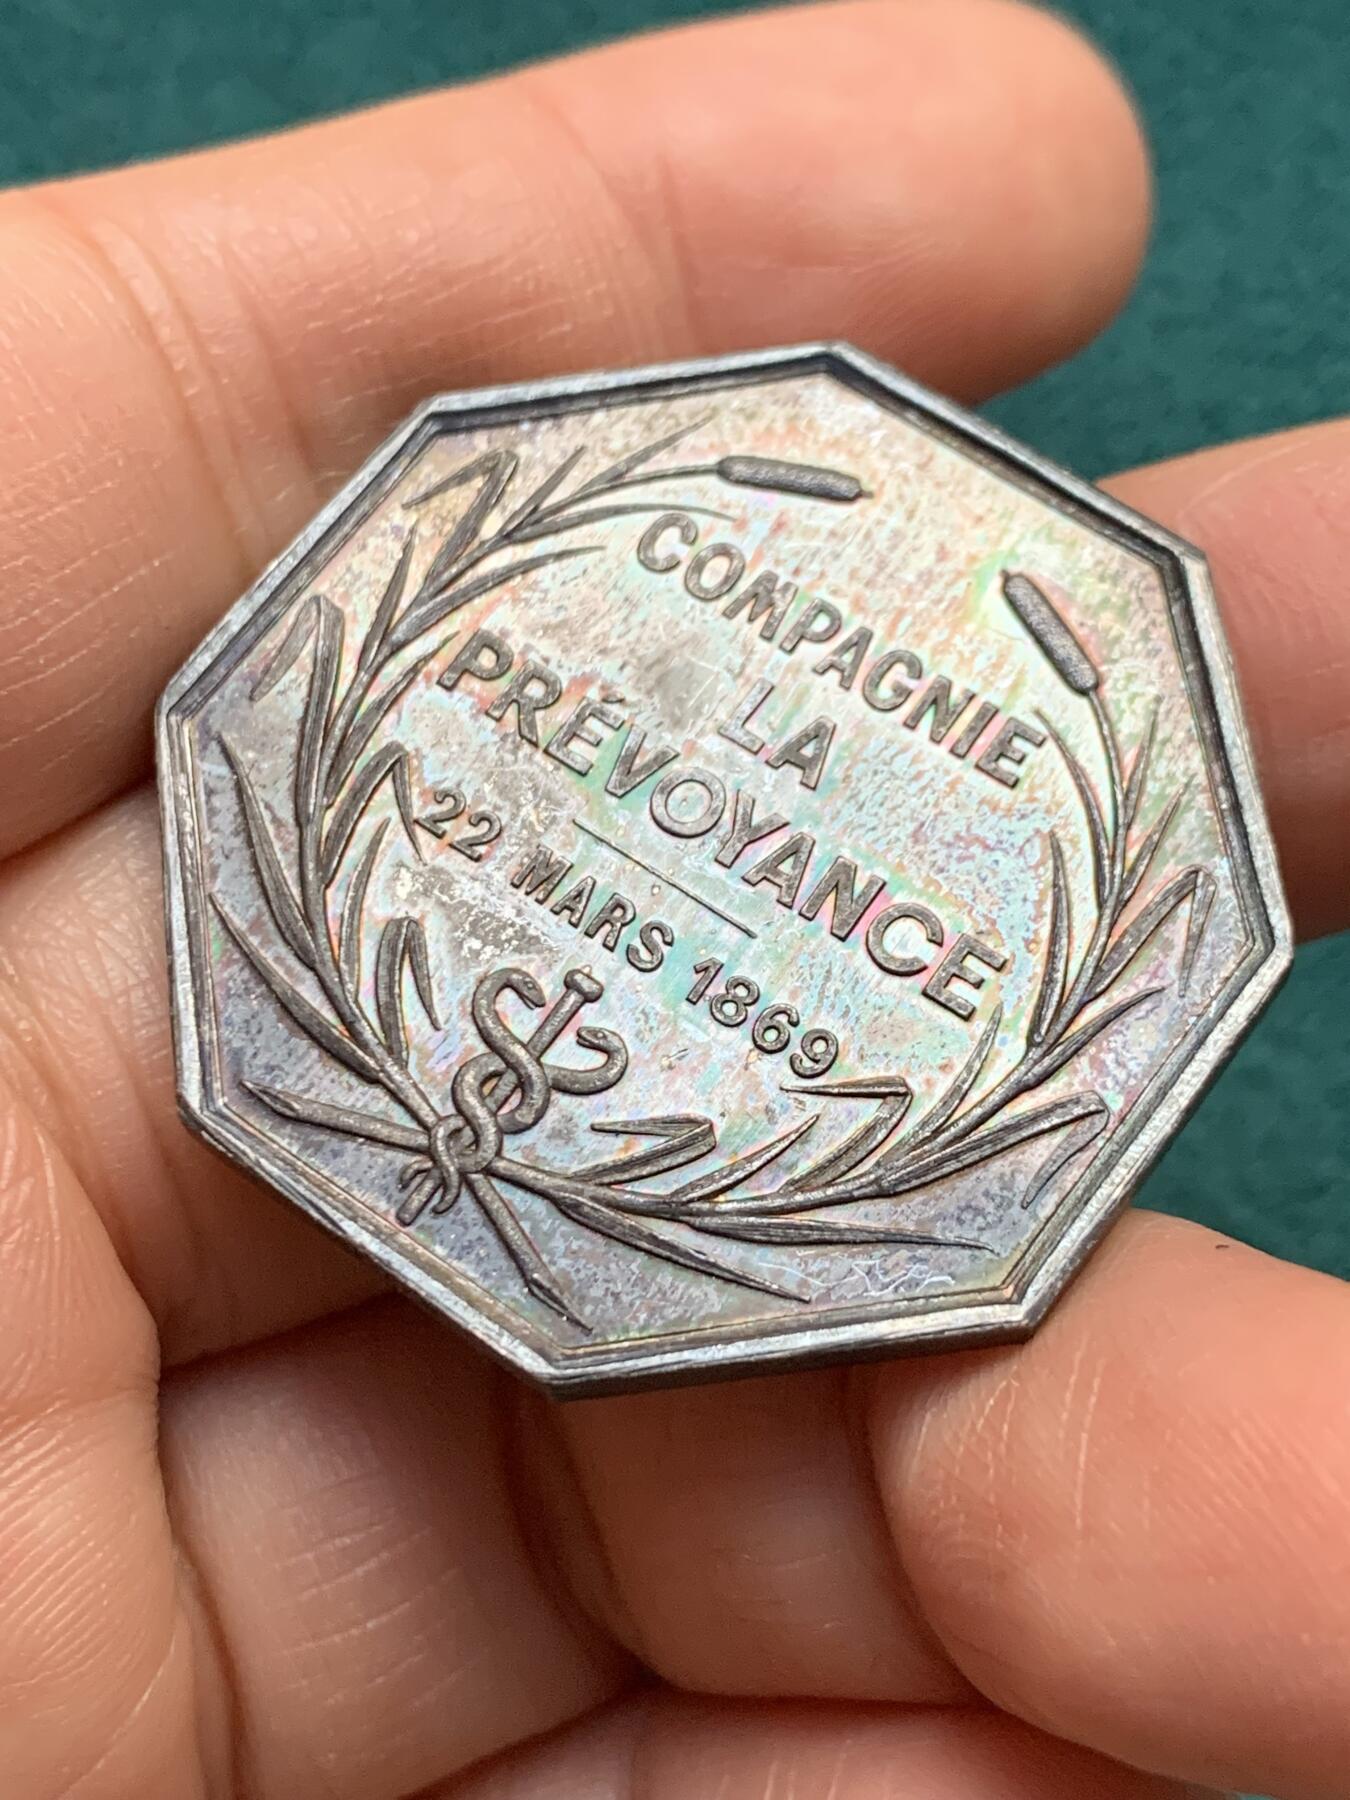 COMPAGNIE
LA
PRÉVOYANCE
22 MARS 1869